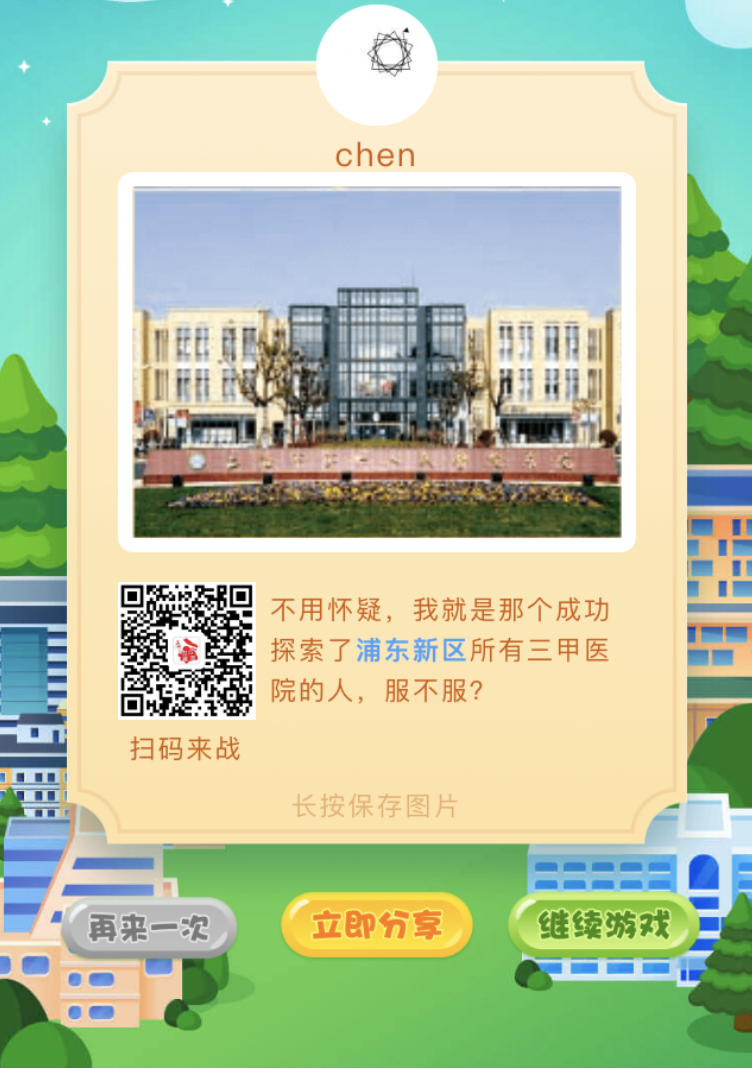 chen
不用怀疑，我就是那个成功
探索了浦东新区所有三甲医
院的人，服不服？
扫码来战
长按保存图片
再来一次
立即分享
继续游戏